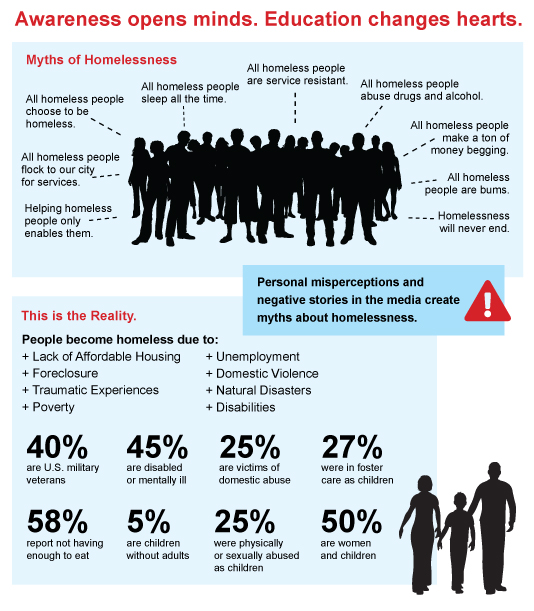 Awareness opens minds. Education changes hearts.
Myths of Homelessness
All homeless people
choose to be
homeless.
All homeless people
sleep all the time.
All homeless people
are service resistant.
All homeless people
abuse drugs and alcohol.
All homeless people
make a ton of
money begging.
All homeless people
flock to our city
for services.
All homeless
people are bums.
Helping homeless
people only
enables them.
Homelessness
will never end.
Personal misperceptions and
negative stories in the media create
myths about homelessness.
!
This is the Reality.
People become homeless due to:
+ Lack of Affordable Housing
+ Foreclosure
+ Traumatic Experiences
+ Poverty
+ Unemployment
+ Domestic Violence
+ Natural Disasters
+ Disabilities
40%
are U.S. military
veterans
45%
are disabled
or mentally ill
25%
are victims of
domestic abuse
27%
were in foster
care as children
58%
report not having
enough to eat
5%
are children
without adults
25%
were physically
or sexually abused
as children
50%
are women
and children